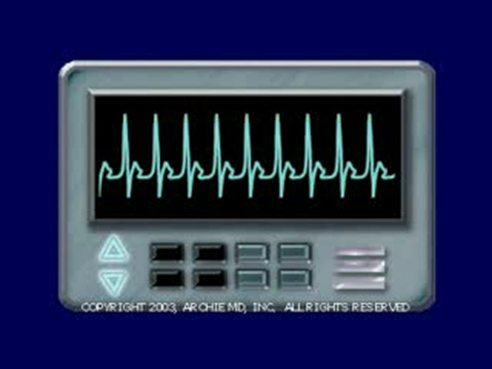 COPYRIGHT 2003, ARCHIE MD, INC, ALL RIGHTS RESERVED